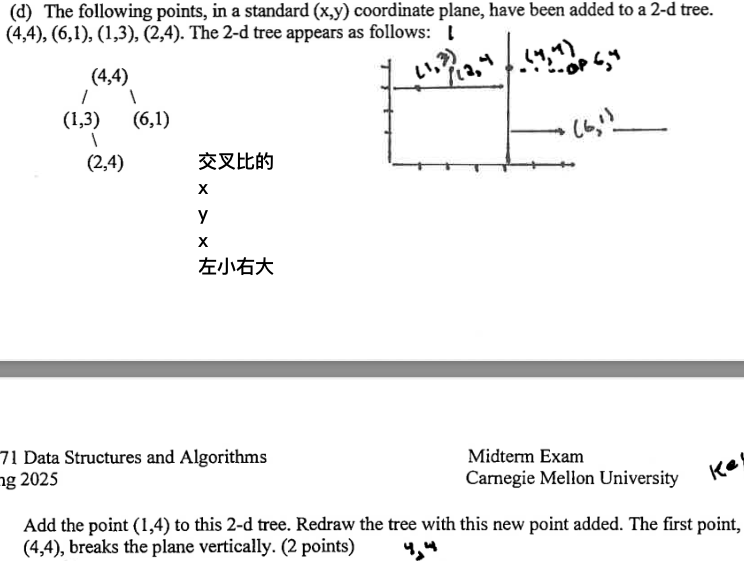 (d) The following points, in a standard (x,y) coordinate plane, have been added to a 2-d tree.
(4,4), (6,1), (1,3), (2,4). The 2-d tree appears as follows:
(1,3) (2,4 (4,4) OP 6,4
(4,4)
/ \
(1,3) (6,1)
(6,1)
\
(2,4)
交叉比的
x
y
x
左小右大
71 Data Structures and Algorithms
ng 2025
Midterm Exam
Carnegie Mellon University
Add the point (1,4) to this 2-d tree. Redraw the tree with this new point added. The first point,
(4,4), breaks the plane vertically. (2 points)
4,4